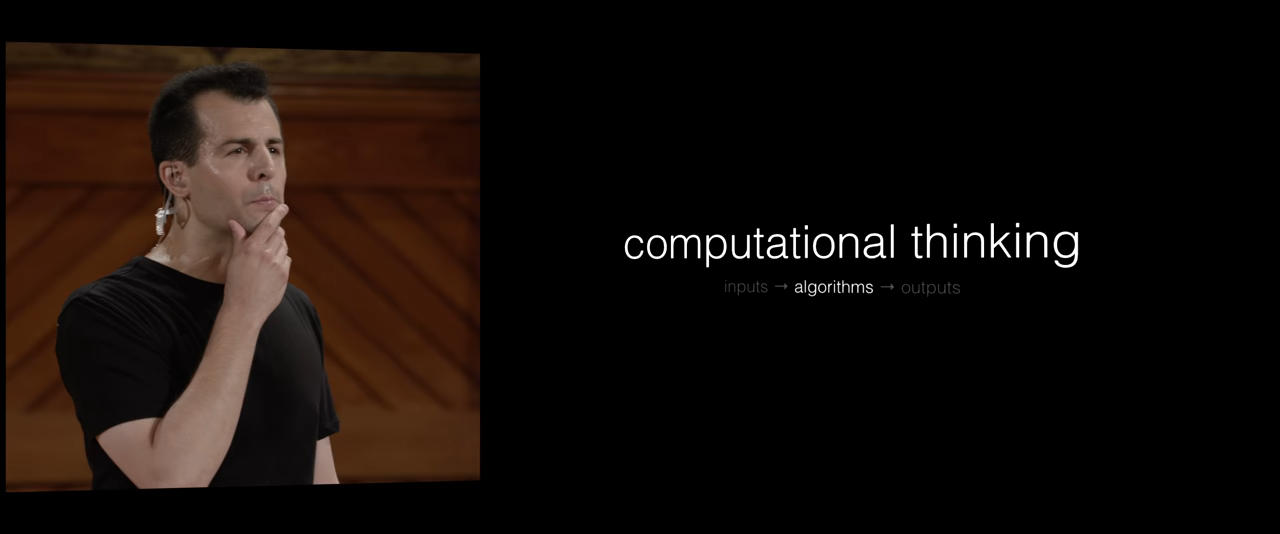 computational thinking
inputs → algorithms → outputs